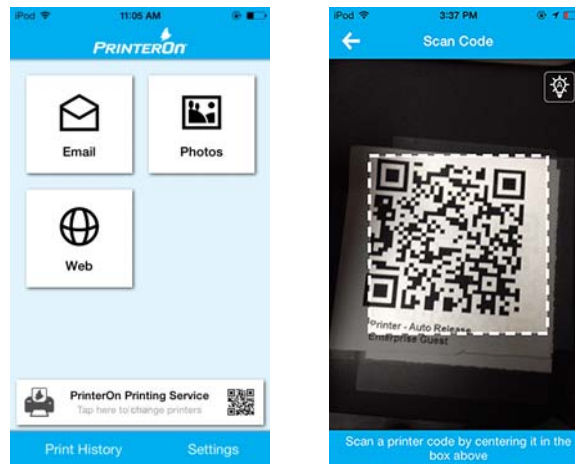 iPod 11:05 AM
PRINTERON
Email
Photos
Web
PrinterOn Printing Service
Tap here to change printers
Print History Settings
iPod 3:37 PM
Scan Code
A
Printer - Auto Release
Enterprise Guest
Scan a printer code by centering it in the
box above